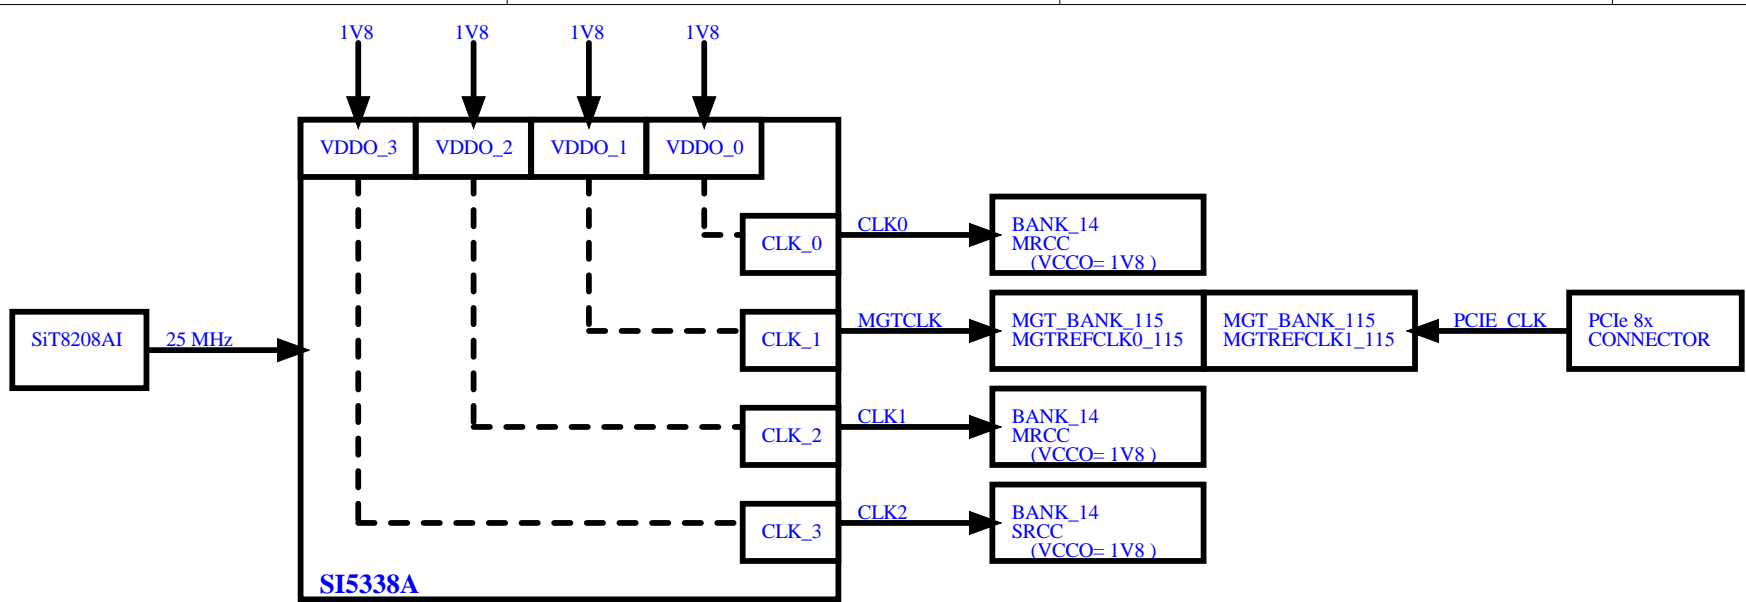 1V8 1V8 1V8 1V8
VDDO_3 VDDO_2 VDDO_1 VDDO_0
CLK_0
CLK0
BANK_14
MRCC
(VCCO= 1V8 )
SiT8208AI
25 MHz
CLK_1
MGTCLK
MGT_BANK_115
MGTREFCLK0_115
MGT_BANK_115
MGTREFCLK1_115
PCIE_CLK
PCIe 8x
CONNECTOR
CLK_2
CLK1
BANK_14
MRCC
(VCCO= 1V8 )
CLK_3
CLK2
BANK_14
SRCC
(VCCO= 1V8 )
SI5338A